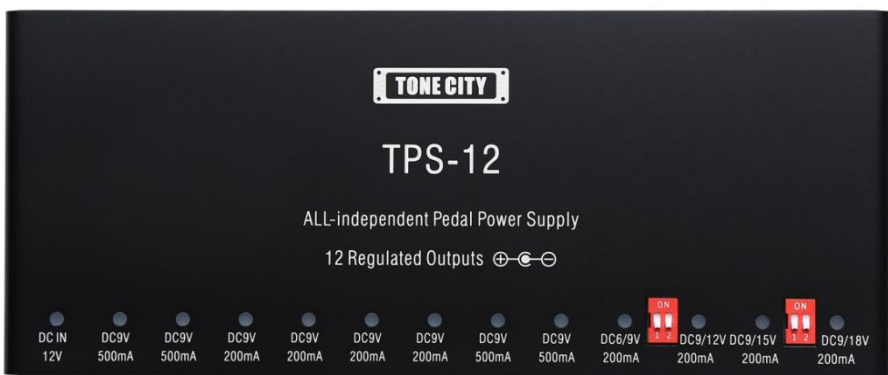 TONE CITY
TPS-12
ALL-independent Pedal Power Supply
12 Regulated Outputs ⊕-⦿-⊖
ON ON
1 2 1 2
DC IN DC9V DC9V DC9V DC9V DC9V DC9V DC9V DC9V DC6/9V DC9/12V DC9/15V DC9/18V
12V 500mA 500mA 200mA 200mA 200mA 200mA 500mA 500mA 200mA 200mA 200mA 200mA